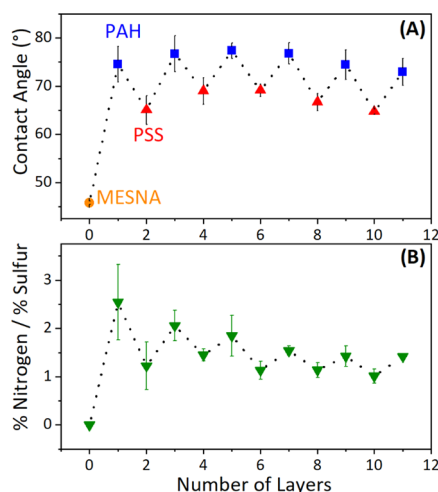 (A)
PAH
PSS
MESNA
Contact Angle (°)
80
70
60
50
0 2 4 6 8 10 12
(B)
% Nitrogen / % Sulfur
3
2
1
0
0 2 4 6 8 10 12
Number of Layers